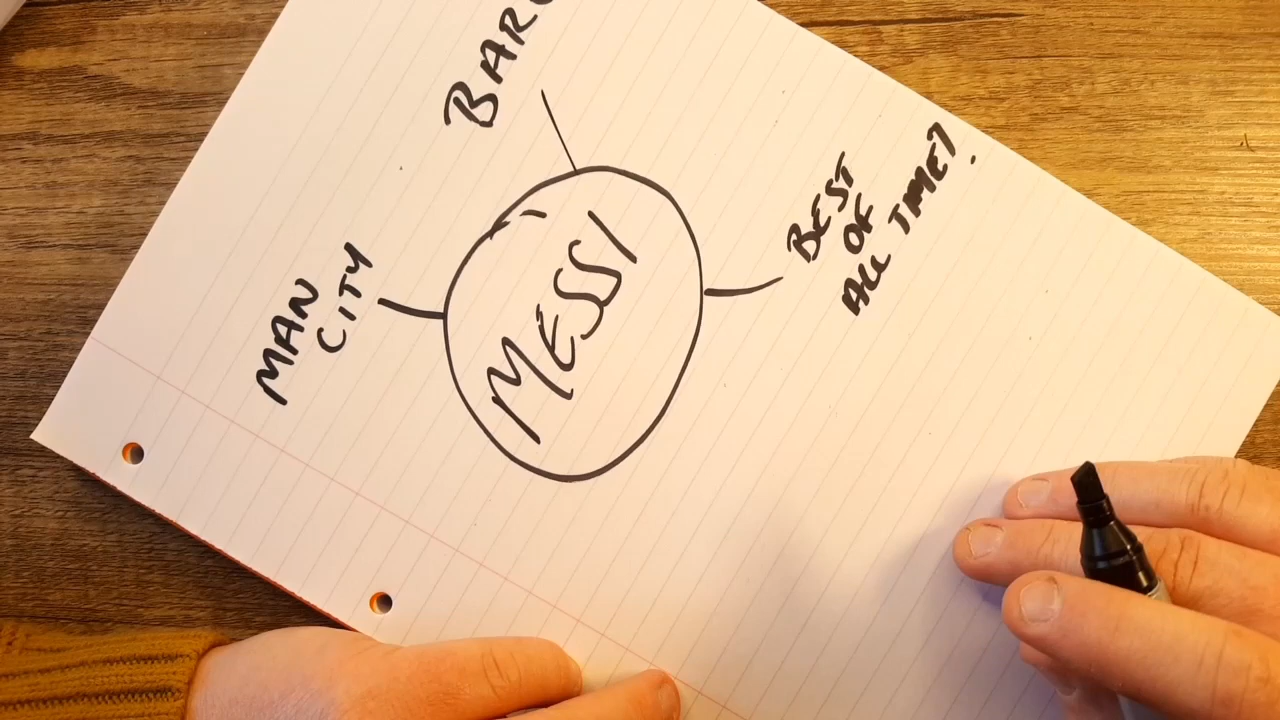 MESSI
MAN
CITY
BEST
OF
ALL TIME?